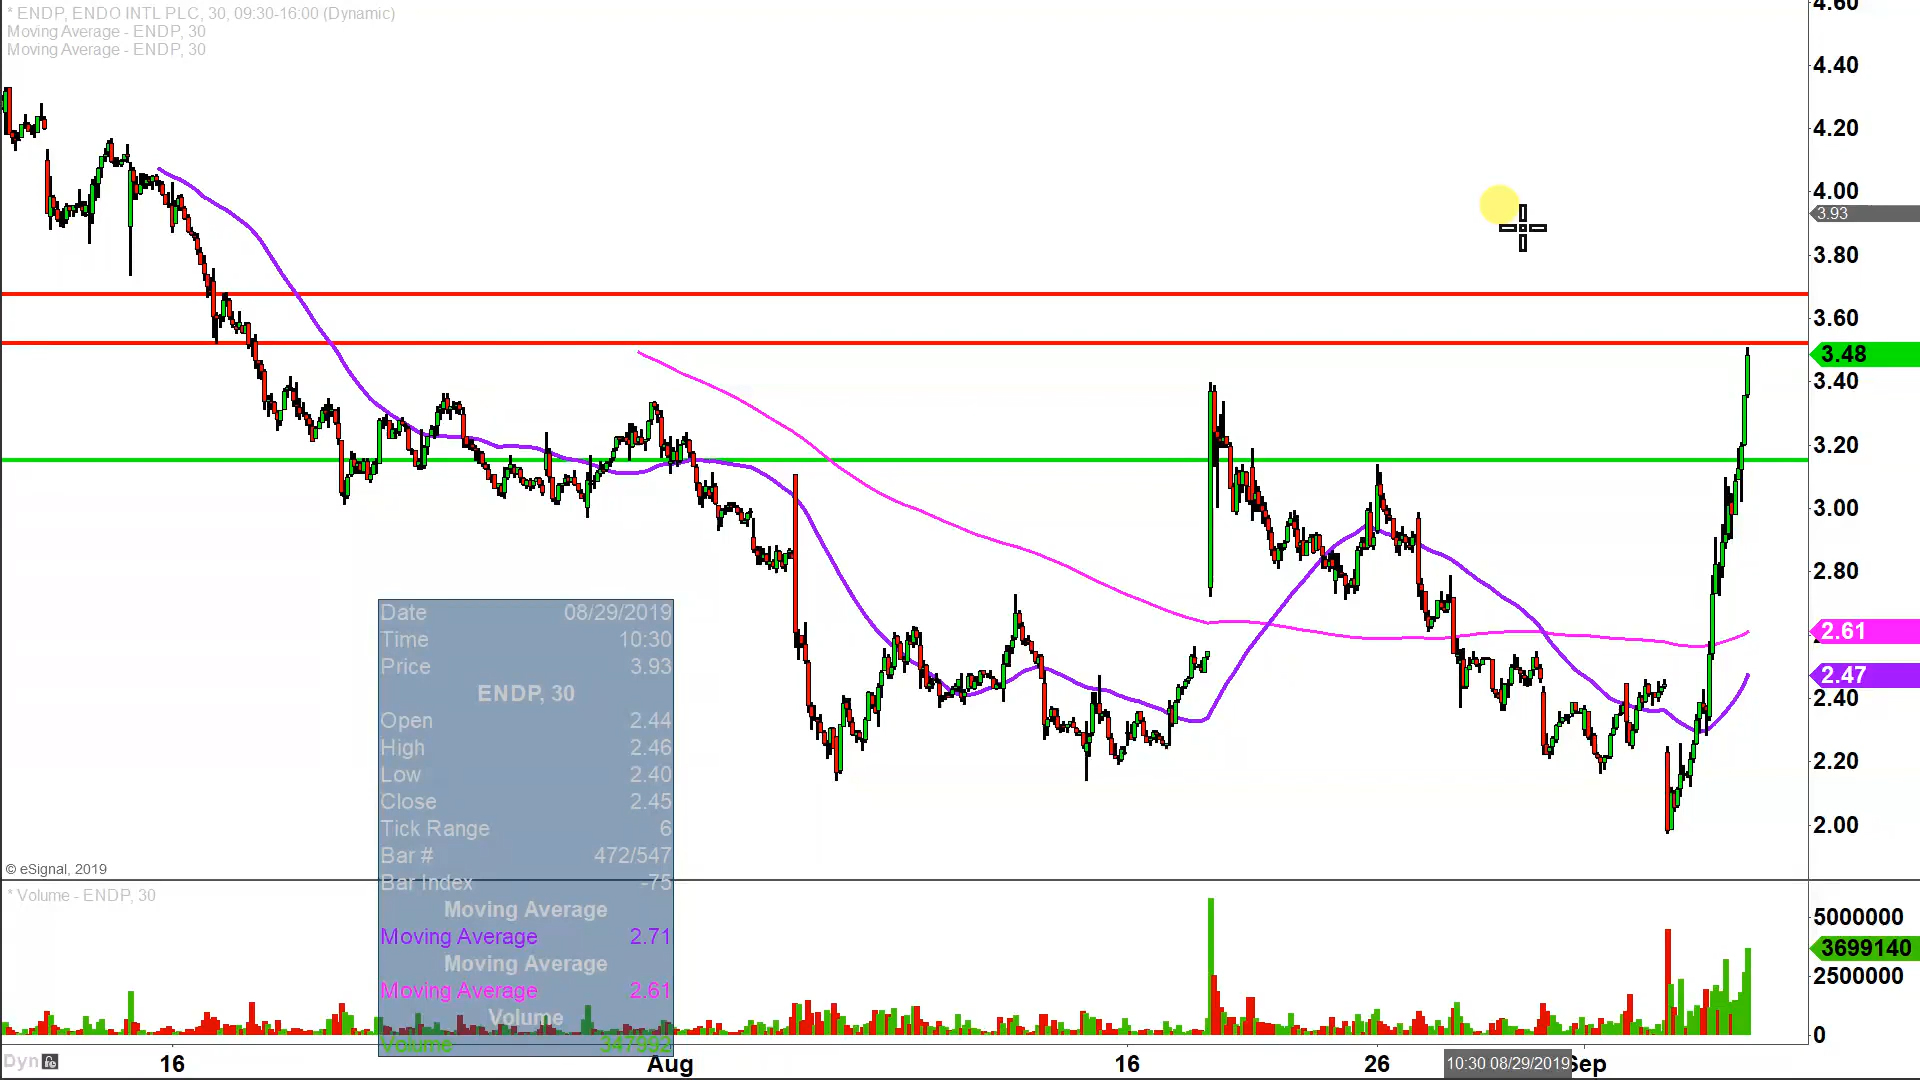 * ENDP, ENDO INTL PLC, 30, 09:30-16:00 (Dynamic)
Moving Average - ENDP, 30
Moving Average - ENDP, 30
4.60
4.40
4.20
4.00
3.93
3.80
3.60
3.48
3.40
3.20
3.00
2.80
2.61
2.47
2.40
2.20
2.00
Date 08/29/2019
Time 10:30
Price 3.93
ENDP, 30
Open 2.44
High 2.46
Low 2.40
Close 2.45
Tick Range 6
Bar # 472/547
Bar Index -75
Moving Average
Moving Average 2.71
Moving Average
Moving Average 2.61
Volume
Volume 347992
© eSignal, 2019
* Volume - ENDP, 30
5000000
3699140
2500000
0
Dyn
16 Aug 16 26 10:30 08/29/2019 Sep